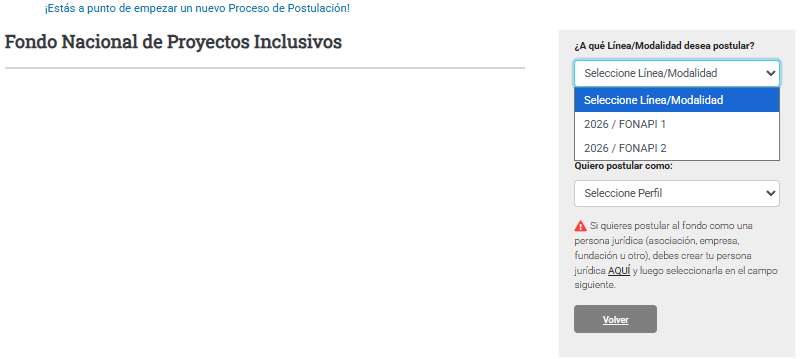 ¡Estás a punto de empezar un nuevo Proceso de Postulación!
Fondo Nacional de Proyectos Inclusivos
¿A qué Línea/Modalidad desea postular?
Seleccione Línea/Modalidad
Seleccione Línea/Modalidad
2026 / FONAPI 1
2026 / FONAPI 2
Quiero postular como:
Seleccione Perfil
Si quieres postular al fondo como una
persona jurídica (asociación, empresa,
fundación u otro), debes crear tu persona
jurídica AQUÍ y luego seleccionarla en el campo
siguiente.
Volver